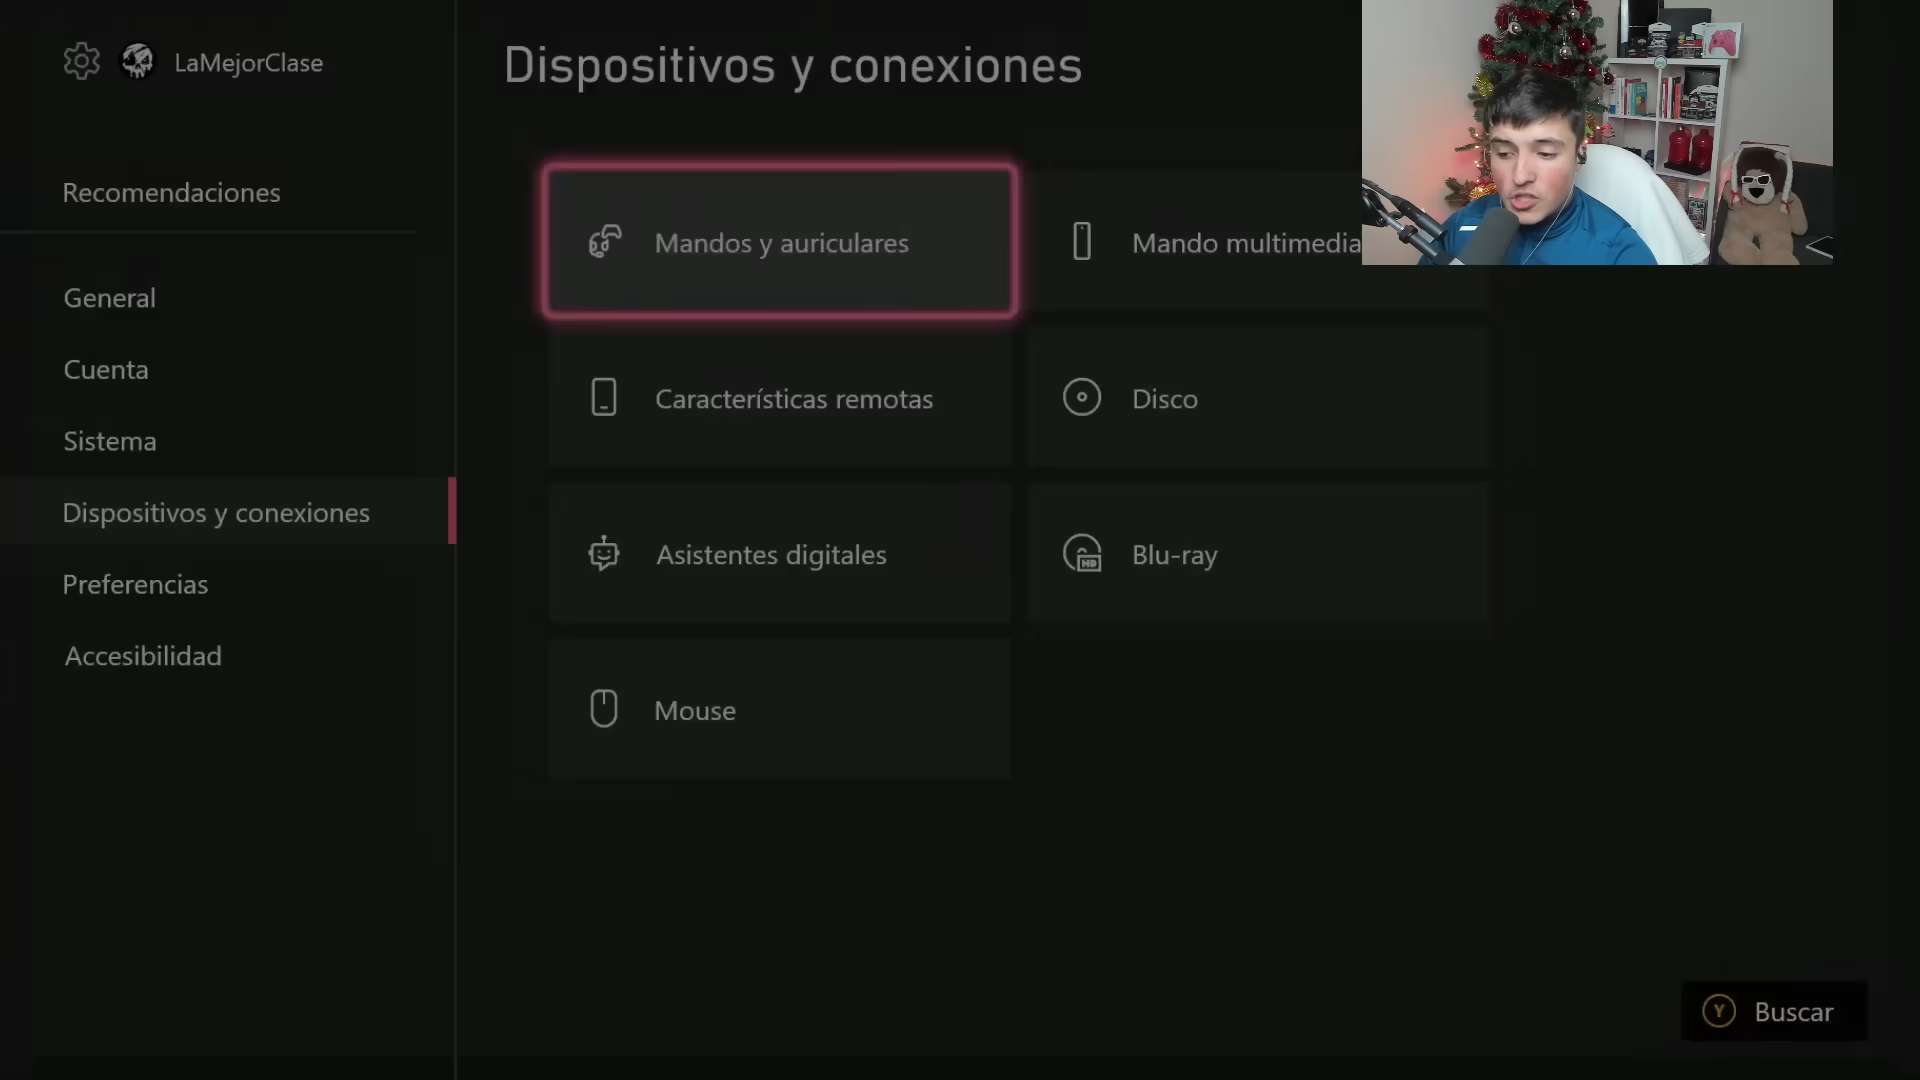 LaMejorClase
Recomendaciones
General
Cuenta
Sistema
Dispositivos y conexiones
Preferencias
Accesibilidad
Dispositivos y conexiones
Mandos y auriculares
Mando multimedia
Características remotas
Disco
Asistentes digitales
HD
Blu-ray
Mouse
Y Buscar